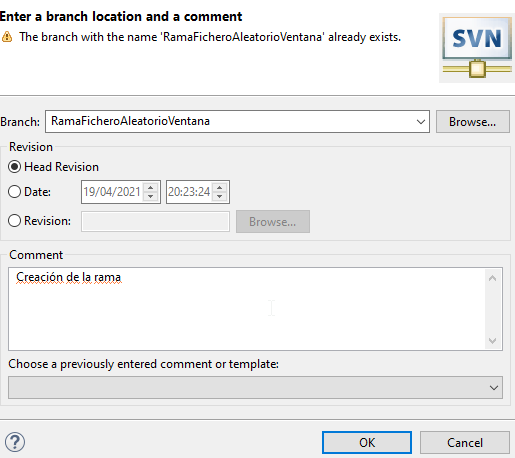 Enter a branch location and a comment
The branch with the name 'RamaFicheroAleatorioVentana' already exists.
SVN
Branch: RamaFicheroAleatorioVentana Browse...
Revision
Head Revision
Date: 19/04/2021 20:23:24
Revision: Browse...
Comment
Creación de la rama
Choose a previously entered comment or template:
? OK Cancel